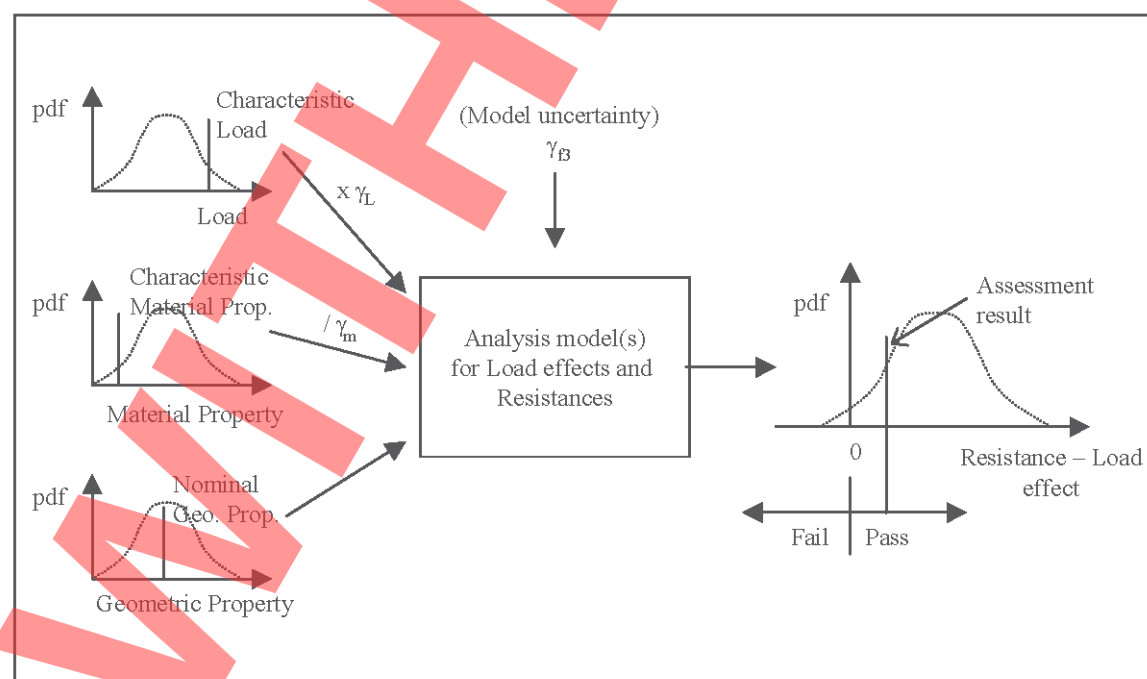 pdf
Characteristic
Load
Load
x γL
(Model uncertainty)
γf3
pdf
Characteristic
Material Prop.
Material Property
/ γm
Analysis model(s)
for Load effects and
Resistances
pdf
Nominal
Geo. Prop.
Geometric Property
pdf
Assessment
result
0
Resistance – Load
effect
Fail
Pass
WITH